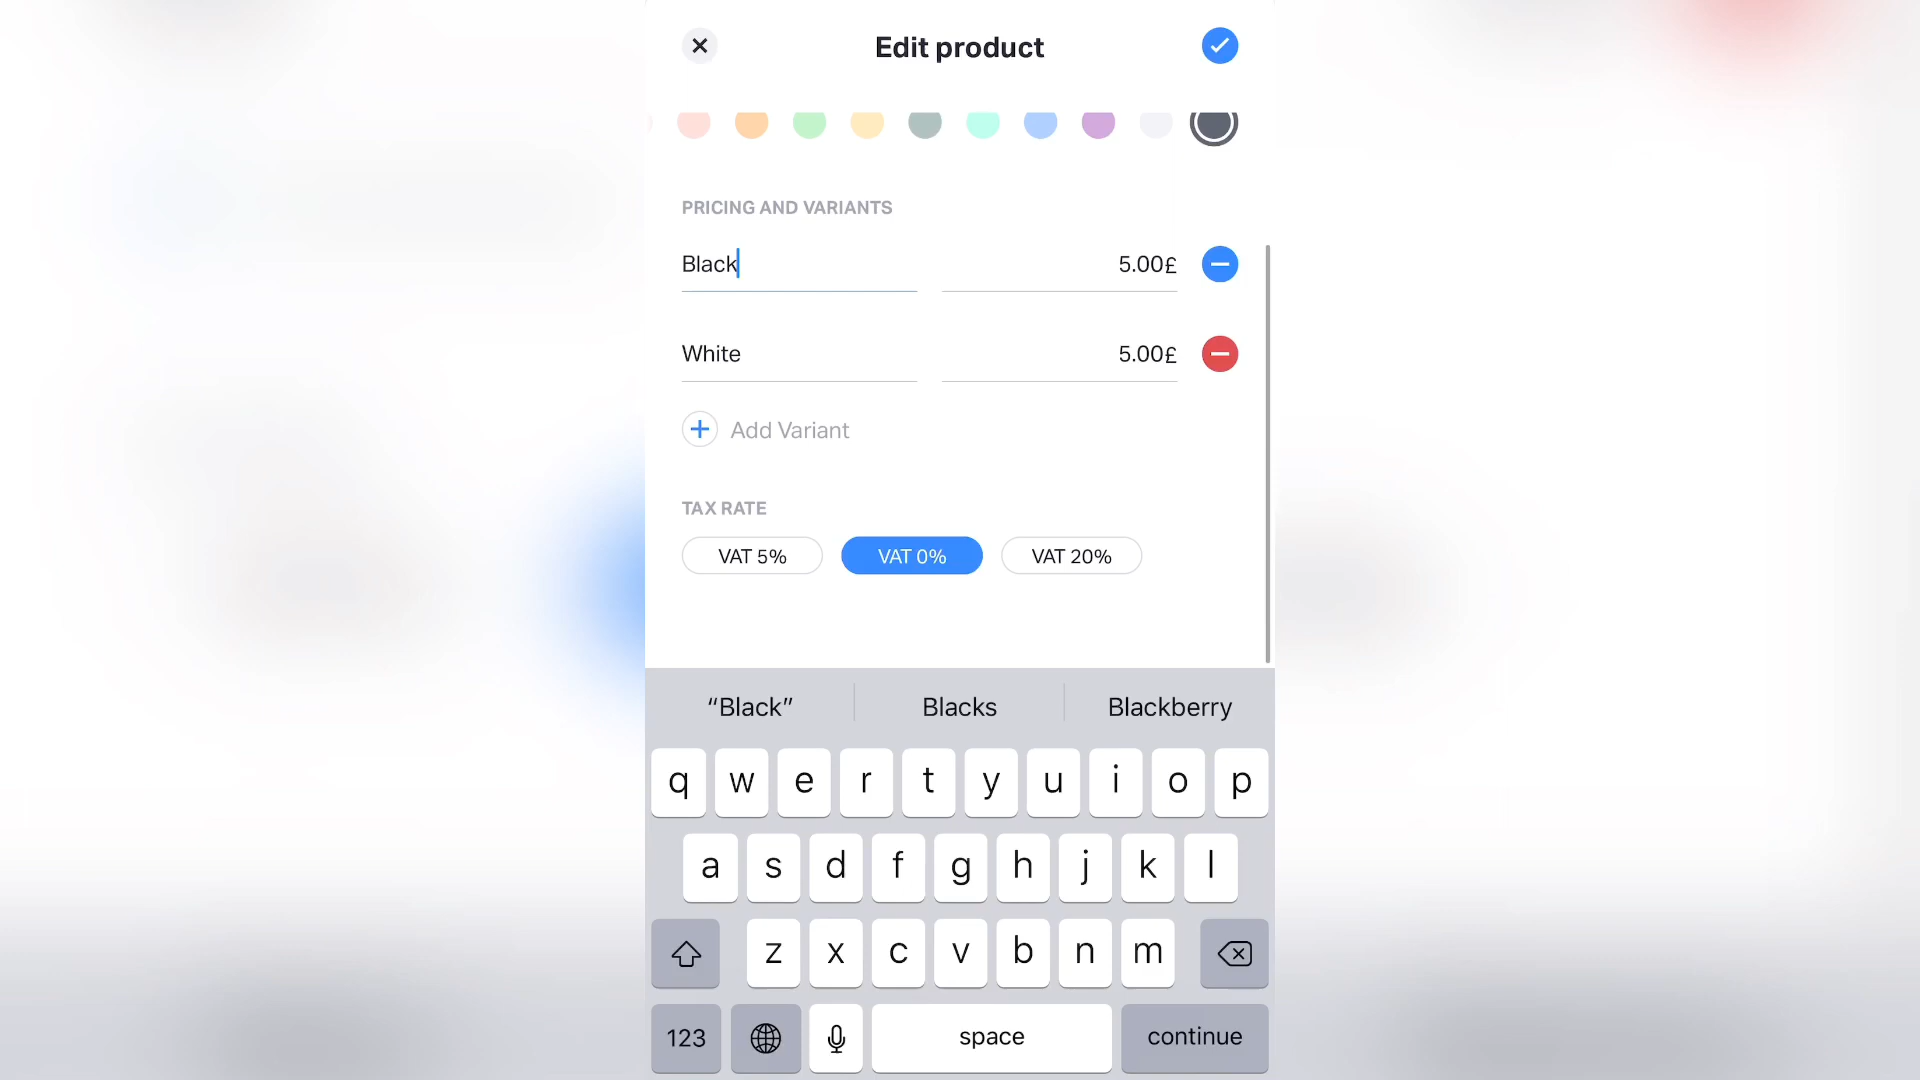 Edit product
PRICING AND VARIANTS
Black 5.00£
White 5.00£
Add Variant
TAX RATE
VAT 5% VAT 0% VAT 20%
“Black” Blacks Blackberry
q w e r t y u i o p
a s d f g h j k l
z x c v b n m
123 space continue